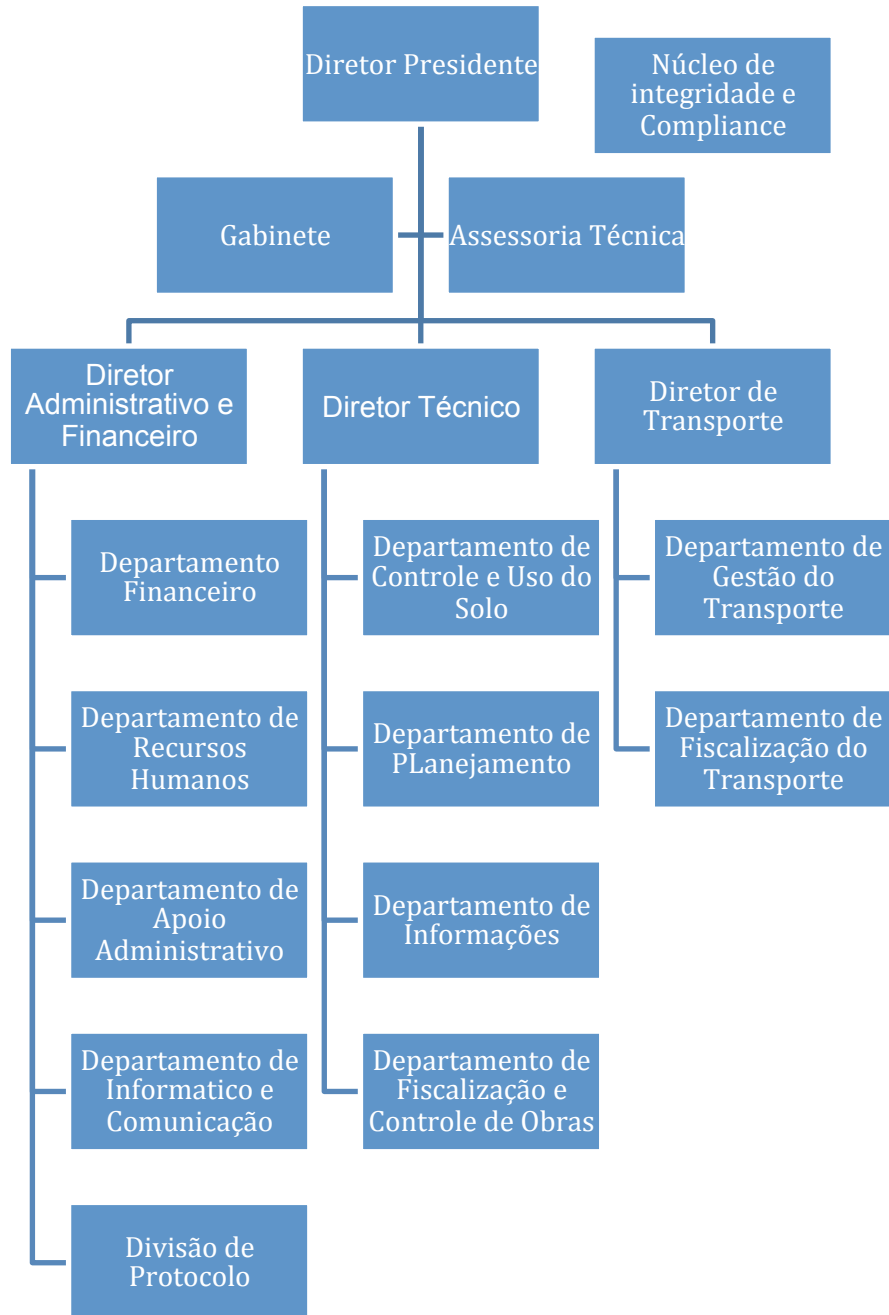 Diretor Presidente
Núcleo de
integridade e
Compliance
Gabinete
Assessoria Técnica
Diretor
Administrativo e
Financeiro
Diretor Técnico
Diretor de
Transporte
Departamento
Financeiro
Departamento de
Controle e Uso do
Solo
Departamento de
Gestão do
Transporte
Departamento de
Recursos
Humanos
Departamento de
PLanejamento
Departamento de
Fiscalização do
Transporte
Departamento de
Apoio
Administrativo
Departamento de
Informações
Departamento de
Informatico e
Comunicação
Departamento de
Fiscalização e
Controle de Obras
Divisão de
Protocolo